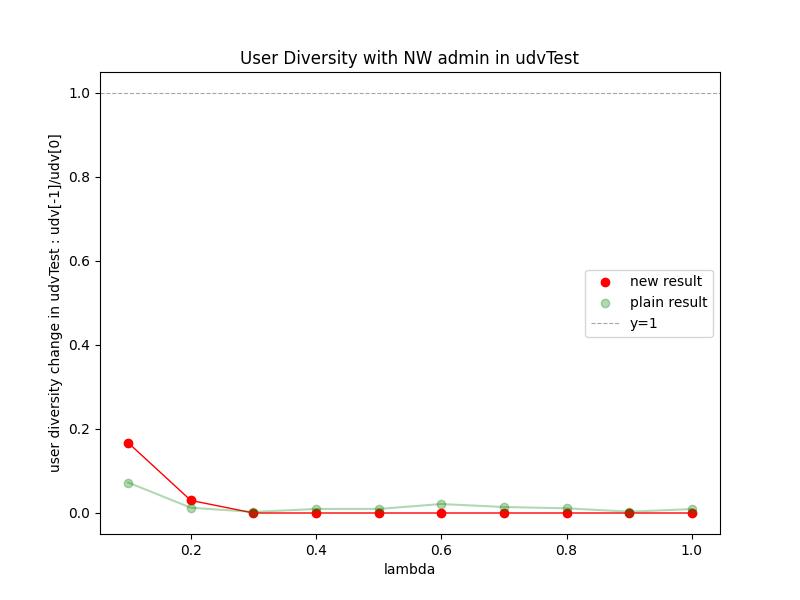 User Diversity with NW admin in udvTest
user diversity change in udvTest : udv[-1]/udv[0]
1.0
0.8
0.6
0.4
0.2
0.0
new result
plain result
y=1
0.2 0.4 0.6 0.8 1.0
lambda